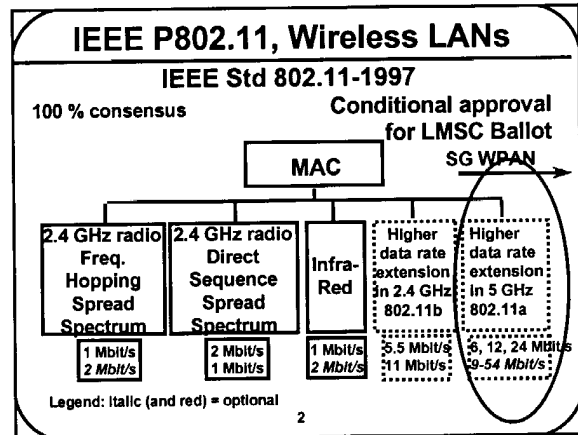 IEEE P802.11, Wireless LANs
IEEE Std 802.11-1997
100 % consensus
Conditional approval
for LMSC Ballot
SG WPAN
MAC
2.4 GHz radio
Freq.
Hopping
Spread
Spectrum
1 Mbit/s
2 Mbit/s
2.4 GHz radio
Direct
Sequence
Spread
Spectrum
2 Mbit/s
1 Mbit/s
Infra-
Red
1 Mbit/s
2 Mbit/s
Higher
data rate
extension
in 2.4 GHz
802.11b
5.5 Mbit/s
11 Mbit/s
Higher
data rate
extension
in 5 GHz
802.11a
6, 12, 24 Mbit/s
9-54 Mbit/s
Legend: Italic (and red) = optional
2